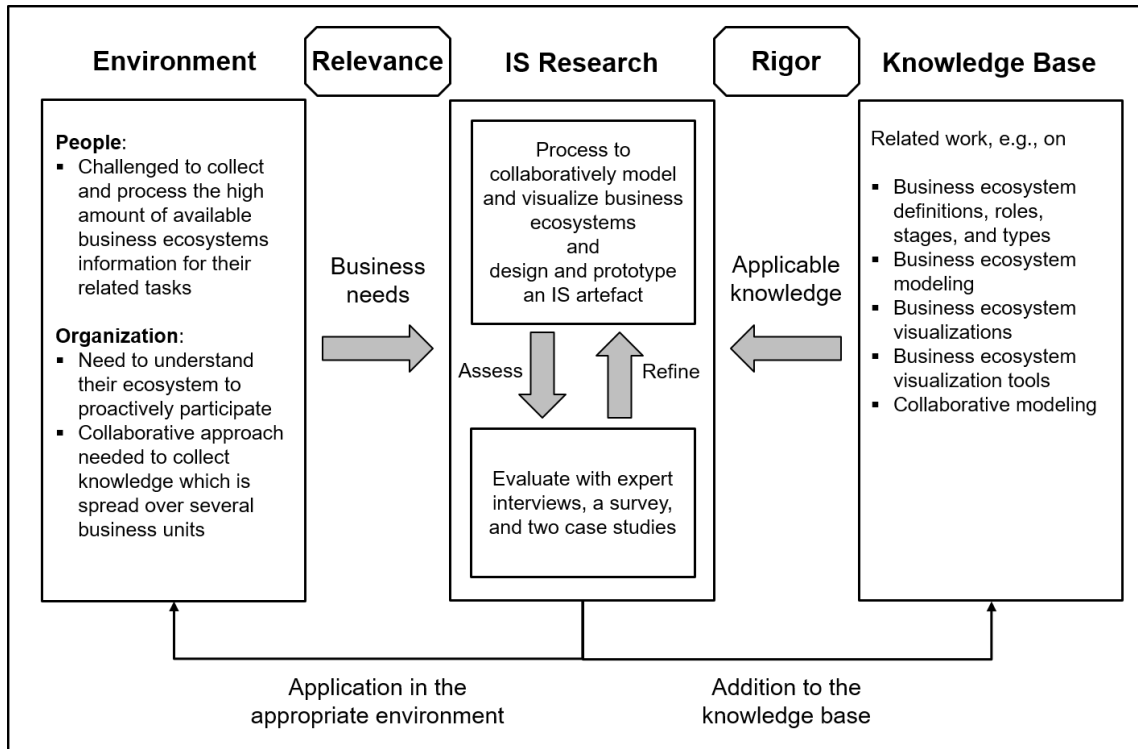 Environment
Relevance
IS Research
Rigor
Knowledge Base
People:
▪ Challenged to collect
and process the high
amount of available
business ecosystems
information for their
related tasks
Organization:
▪ Need to understand
their ecosystem to
proactively participate
▪ Collaborative approach
needed to collect
knowledge which is
spread over several
business units
Business
needs
Process to
collaboratively model
and visualize business
ecosystems
and
design and prototype
an IS artefact
Assess
Refine
Evaluate with expert
interviews, a survey,
and two case studies
Applicable
knowledge
Related work, e.g., on
▪ Business ecosystem
definitions, roles,
stages, and types
▪ Business ecosystem
modeling
▪ Business ecosystem
visualizations
▪ Business ecosystem
visualization tools
▪ Collaborative modeling
Application in the
appropriate environment
Addition to the
knowledge base